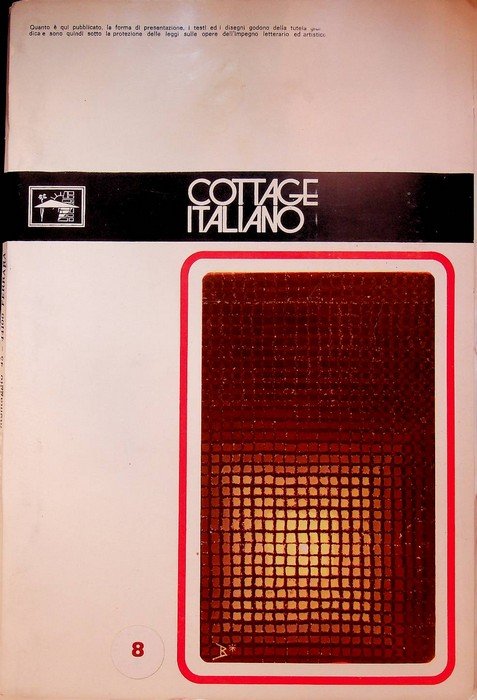 Quanto è qui pubblicato, la forma di presentazione, i testi ed i disegni godono della tutela
dica e sono quindi sotto la protezione delle leggi sulle opere dell'impegno letterario ed artistico
COTTAGE
ITALIANO
8